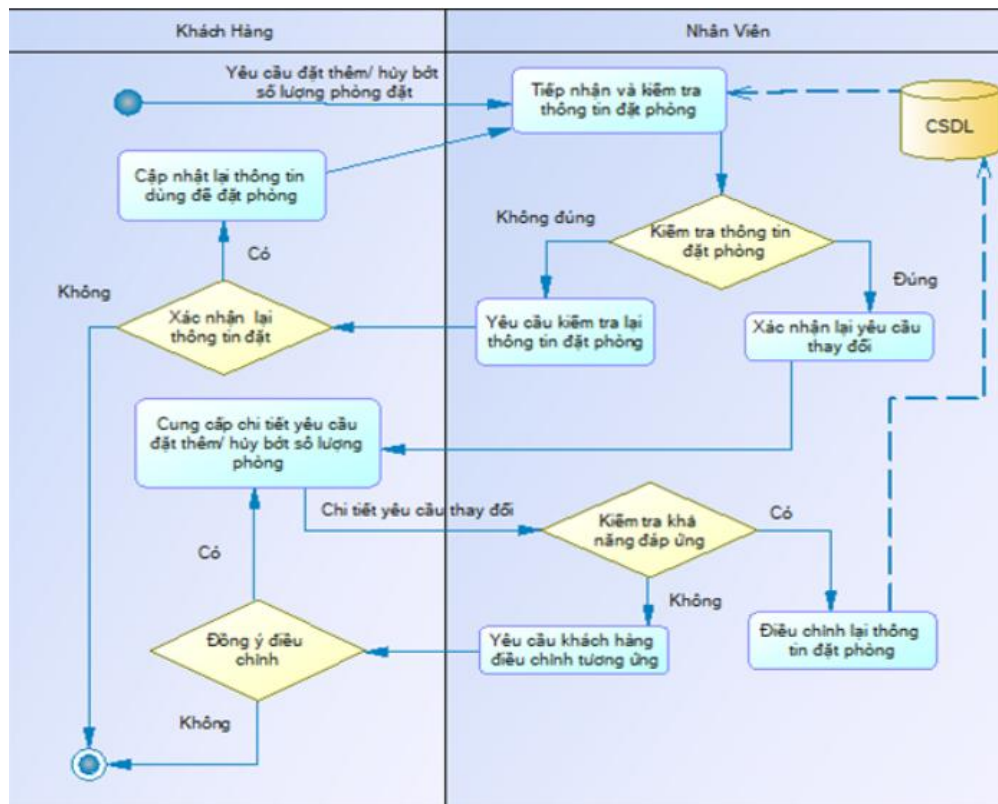 Khách Hàng
Nhân Viên
Yêu cầu đặt thêm/ hủy bớt
số lượng phòng đặt
Tiếp nhận và kiểm tra
thông tin đặt phòng
CSDL
Cập nhật lại thông tin
dùng để đặt phòng
Không đúng
Kiểm tra thông tin
đặt phòng
Có
Đúng
Không
Xác nhận lại
thông tin đặt
Yêu cầu kiểm tra lại
thông tin đặt phòng
Xác nhận lại yêu cầu
thay đổi
Cung cấp chi tiết yêu cầu
đặt thêm/ hủy bớt số lượng
phòng
Chi tiết yêu cầu thay đổi
Kiểm tra khả
năng đáp ứng
Có
Có
Không
Đồng ý điều
chỉnh
Yêu cầu khách hàng
điều chỉnh tương ứng
Điều chỉnh lại thông
tin đặt phòng
Không